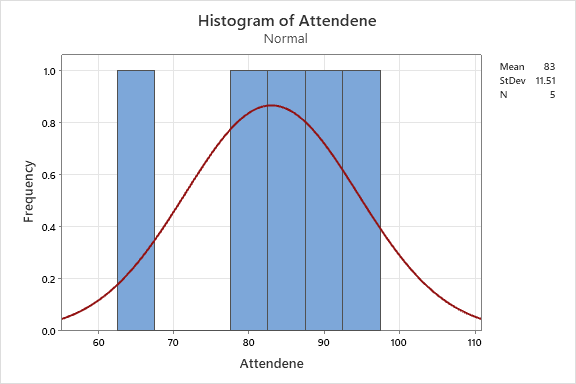 Histogram of Attendene
Normal
Mean 83
StDev 11.51
N 5
1.0
0.8
0.6
0.4
0.2
0.0
Frequency
60 70 80 90 100 110
Attendene